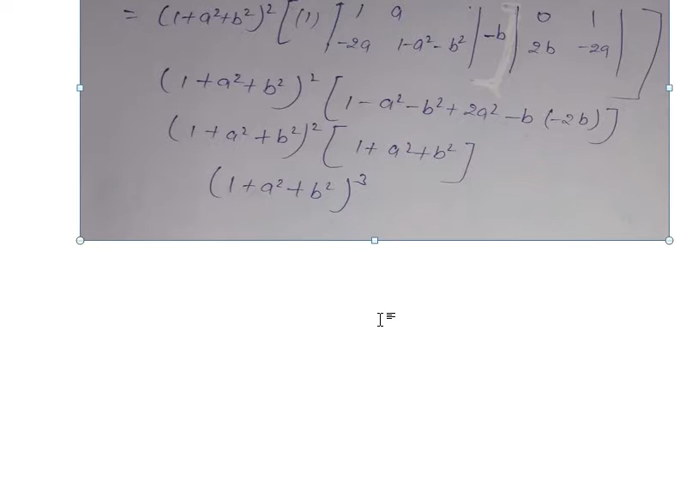 = (1+a²+b²)² [ (1) | 1 a -2a 1-a²-b² | -b | 0 1 2b -2a | ]
(1+a²+b²)² [ 1-a²-b²+2a²-b (-2b) ]
(1+a²+b²)² [ 1+a²+b² ]
(1+a²+b²)³